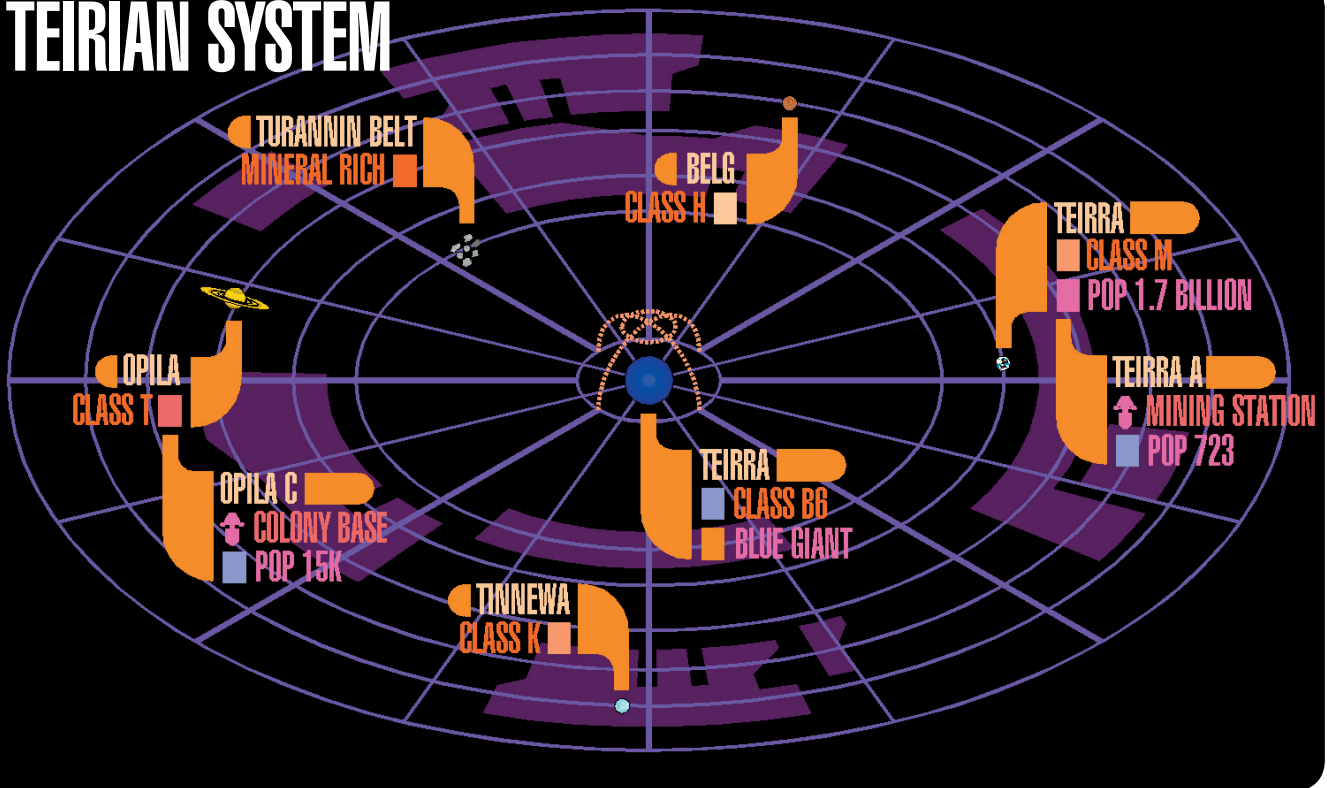 TEIRIAN SYSTEM
TURANNIN BELT
MINERAL RICH
BELG
CLASS H
TEIRRA
CLASS M
POP 1.7 BILLION
OPILA
CLASS T
TEIRRA A
MINING STATION
POP 723
OPILA C
COLONY BASE
POP 15K
TEIRRA
CLASS B6
BLUE GIANT
TINNEWA
CLASS K